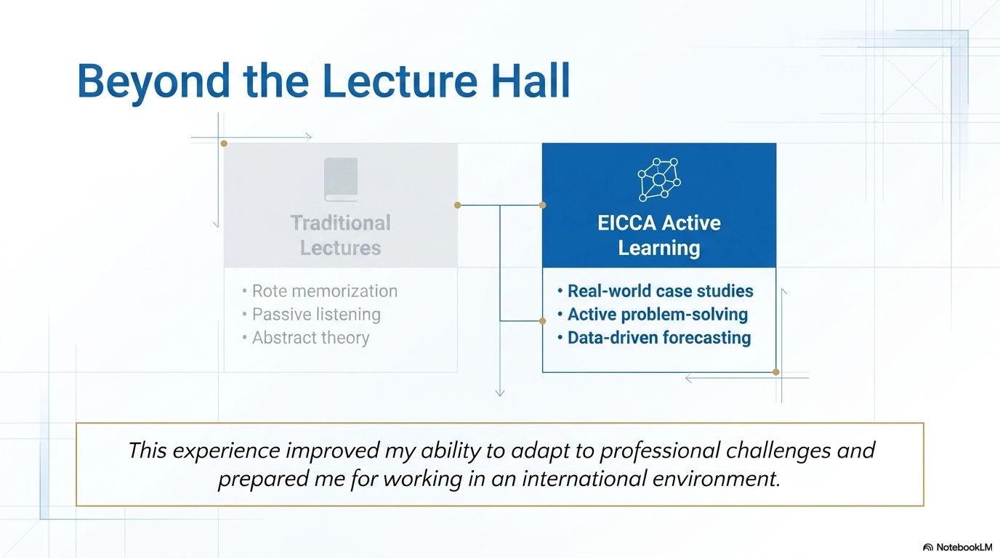 Beyond the Lecture Hall
Traditional
Lectures
• Rote memorization
• Passive listening
• Abstract theory
EICCA Active
Learning
• Real-world case studies
• Active problem-solving
• Data-driven forecasting
This experience improved my ability to adapt to professional challenges and
prepared me for working in an international environment.
NotebookLM